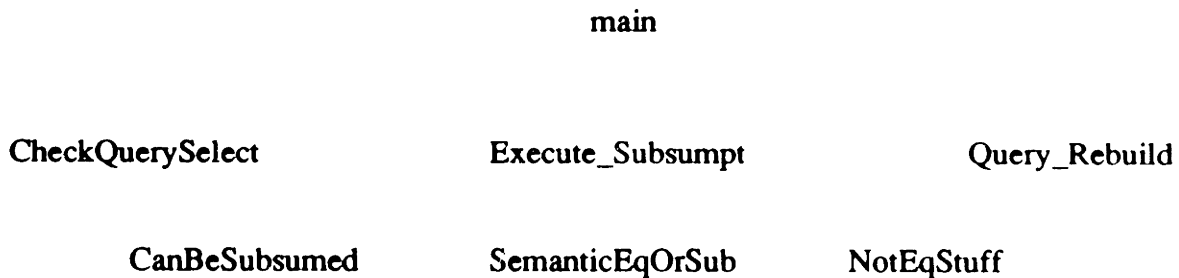 main
CheckQuerySelect Execute_Subsumpt Query_Rebuild
CanBeSubsumed SemanticEqOrSub NotEqStuff